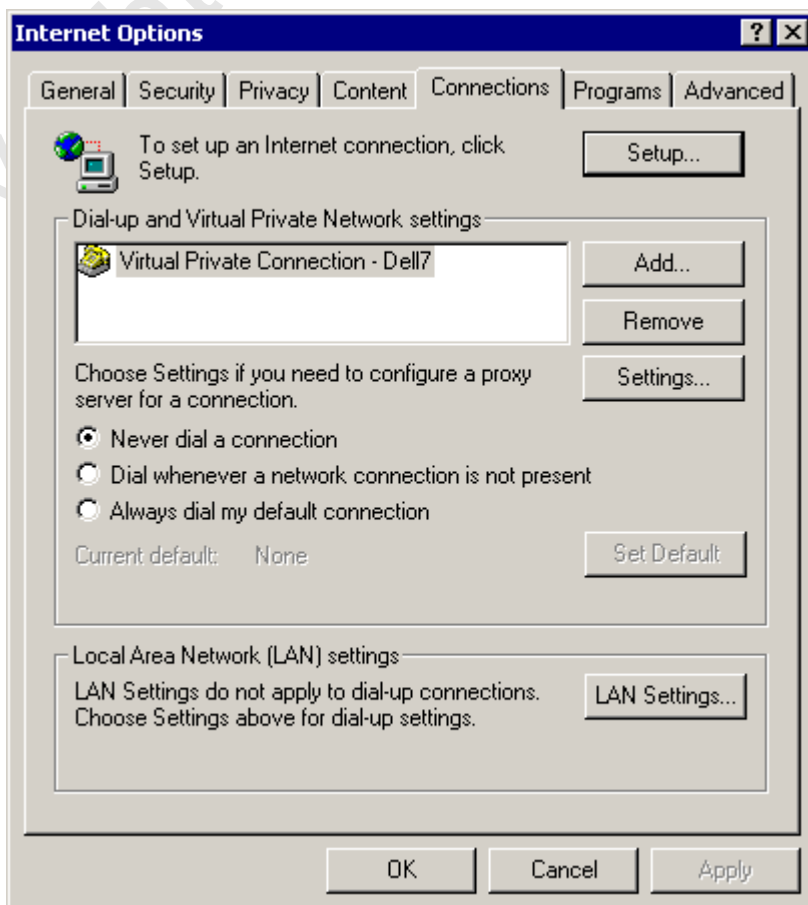 Internet Options
General Security Privacy Content Connections Programs Advanced
To set up an Internet connection, click
Setup.
Setup...
Dial-up and Virtual Private Network settings
Virtual Private Connection - Dell7
Add...
Remove
Choose Settings if you need to configure a proxy
server for a connection.
Settings...
Never dial a connection
Dial whenever a network connection is not present
Always dial my default connection
Current default: None
Set Default
Local Area Network (LAN) settings
LAN Settings do not apply to dial-up connections.
Choose Settings above for dial-up settings.
LAN Settings...
OK Cancel Apply